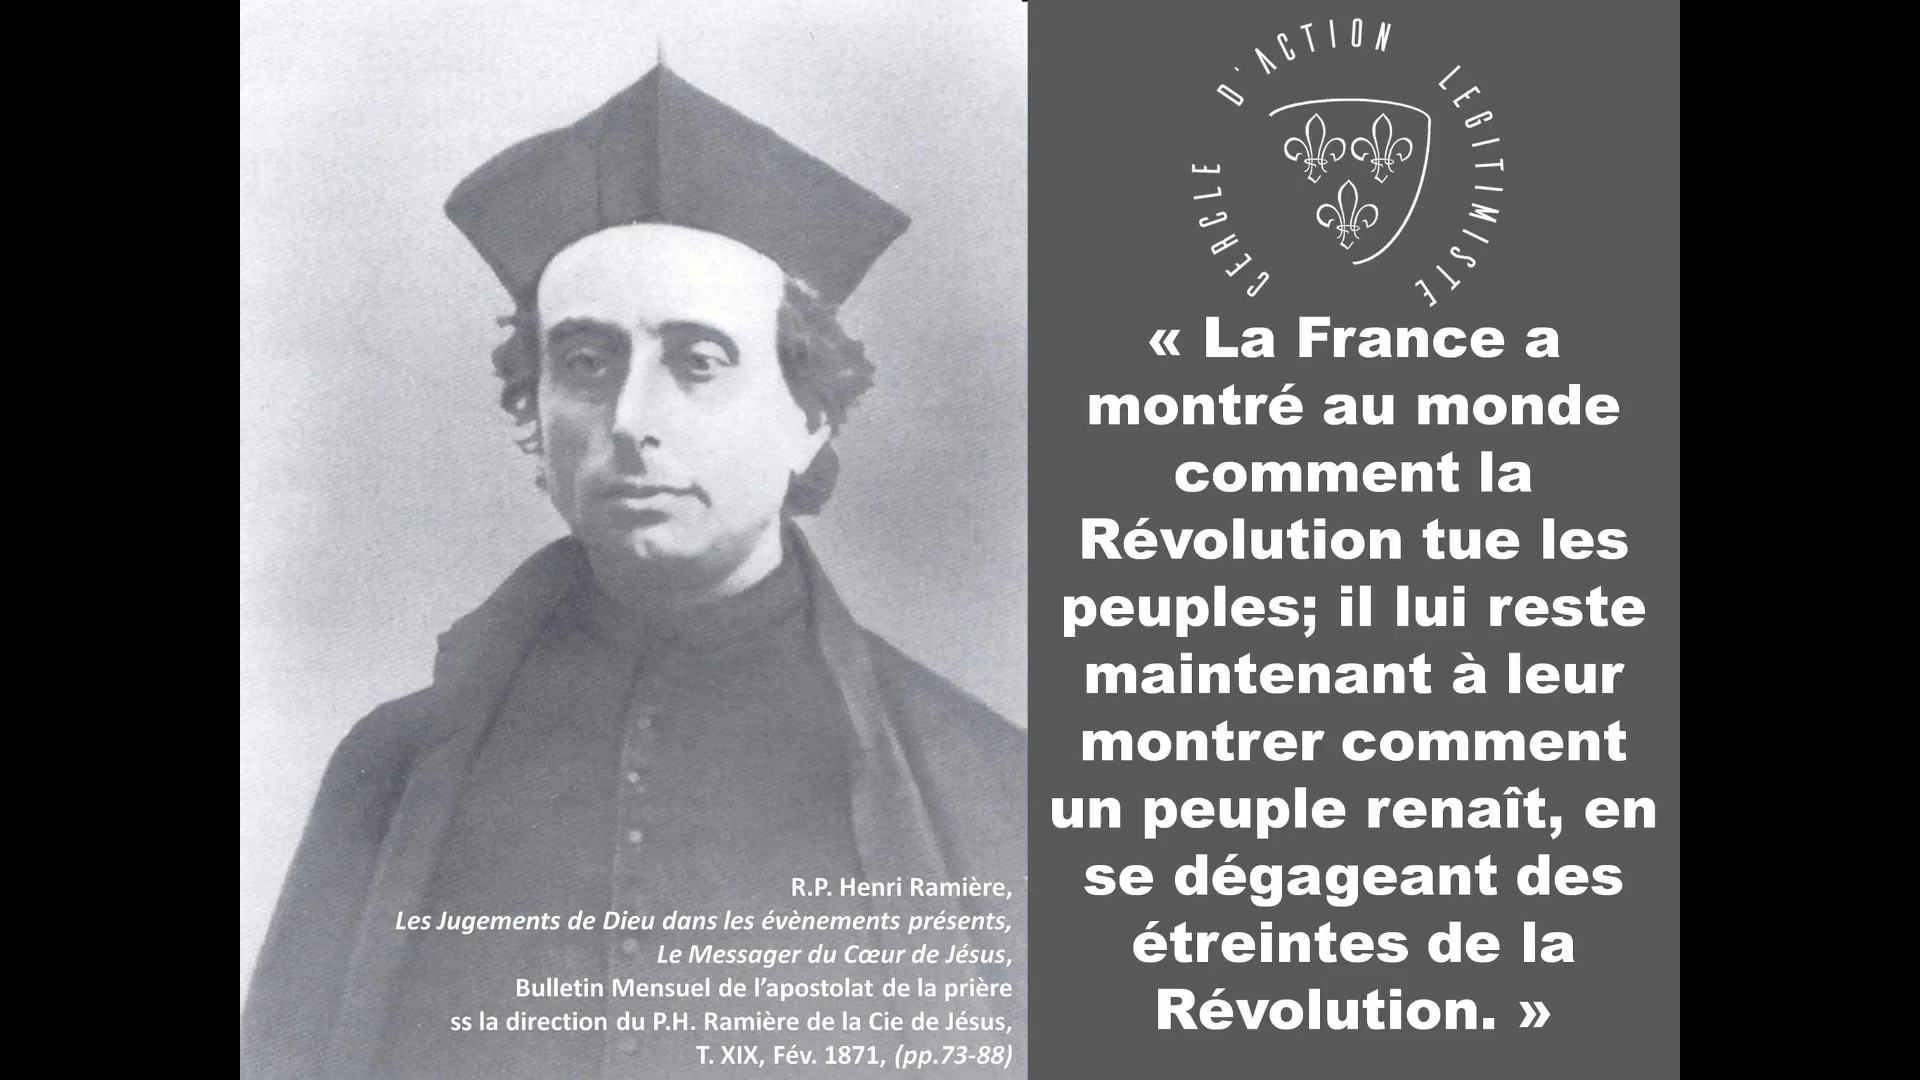 CERCLE D'ACTION LEGITIMISTE
« La France a
montré au monde
comment la
Révolution tue les
peuples; il lui reste
maintenant à leur
montrer comment
un peuple renaît, en
se dégageant des
étreintes de la
Révolution. »
R.P. Henri Ramière,
Les Jugements de Dieu dans les évènements présents,
Le Messager du Cœur de Jésus,
Bulletin Mensuel de l’apostolat de la prière
ss la direction du P.H. Ramière de la Cie de Jésus,
T. XIX, Fév. 1871, (pp.73-88)